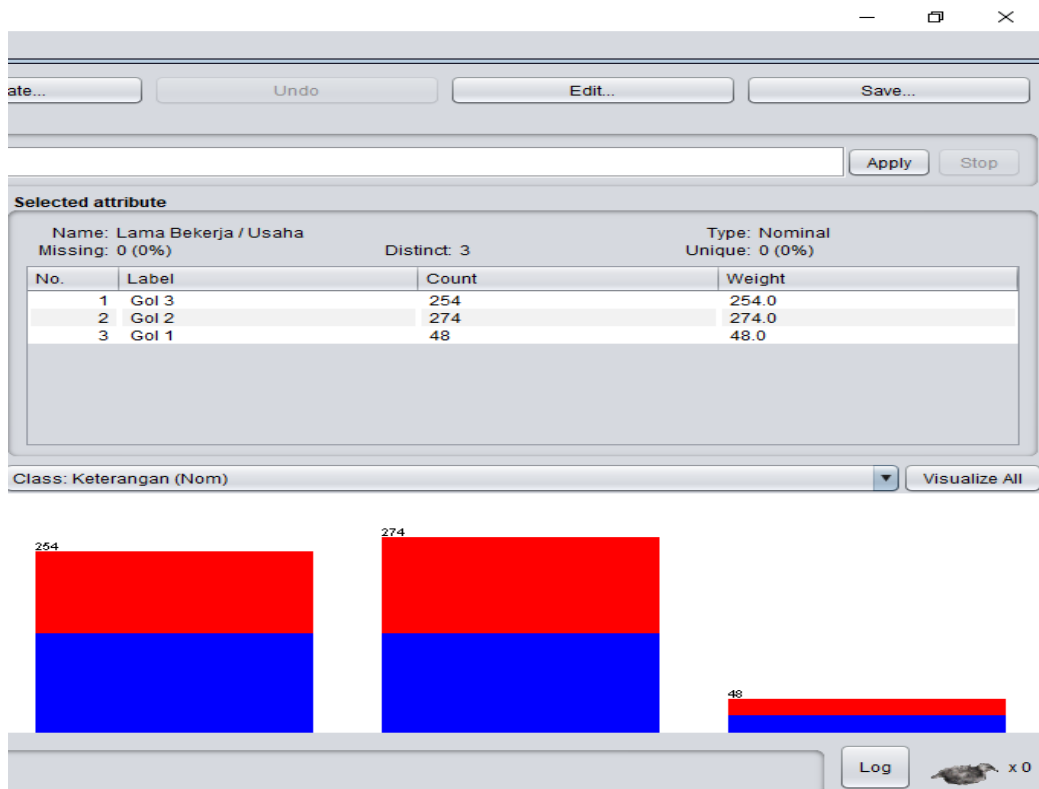 ate... Undo Edit... Save...
Apply Stop
Selected attribute
Name: Lama Bekerja / Usaha Type: Nominal
Missing: 0 (0%) Distinct: 3 Unique: 0 (0%)
No. Label Count Weight
1 Gol 3 254 254.0
2 Gol 2 274 274.0
3 Gol 1 48 48.0
Class: Keterangan (Nom) Visualize All
254 274 48
Log x 0